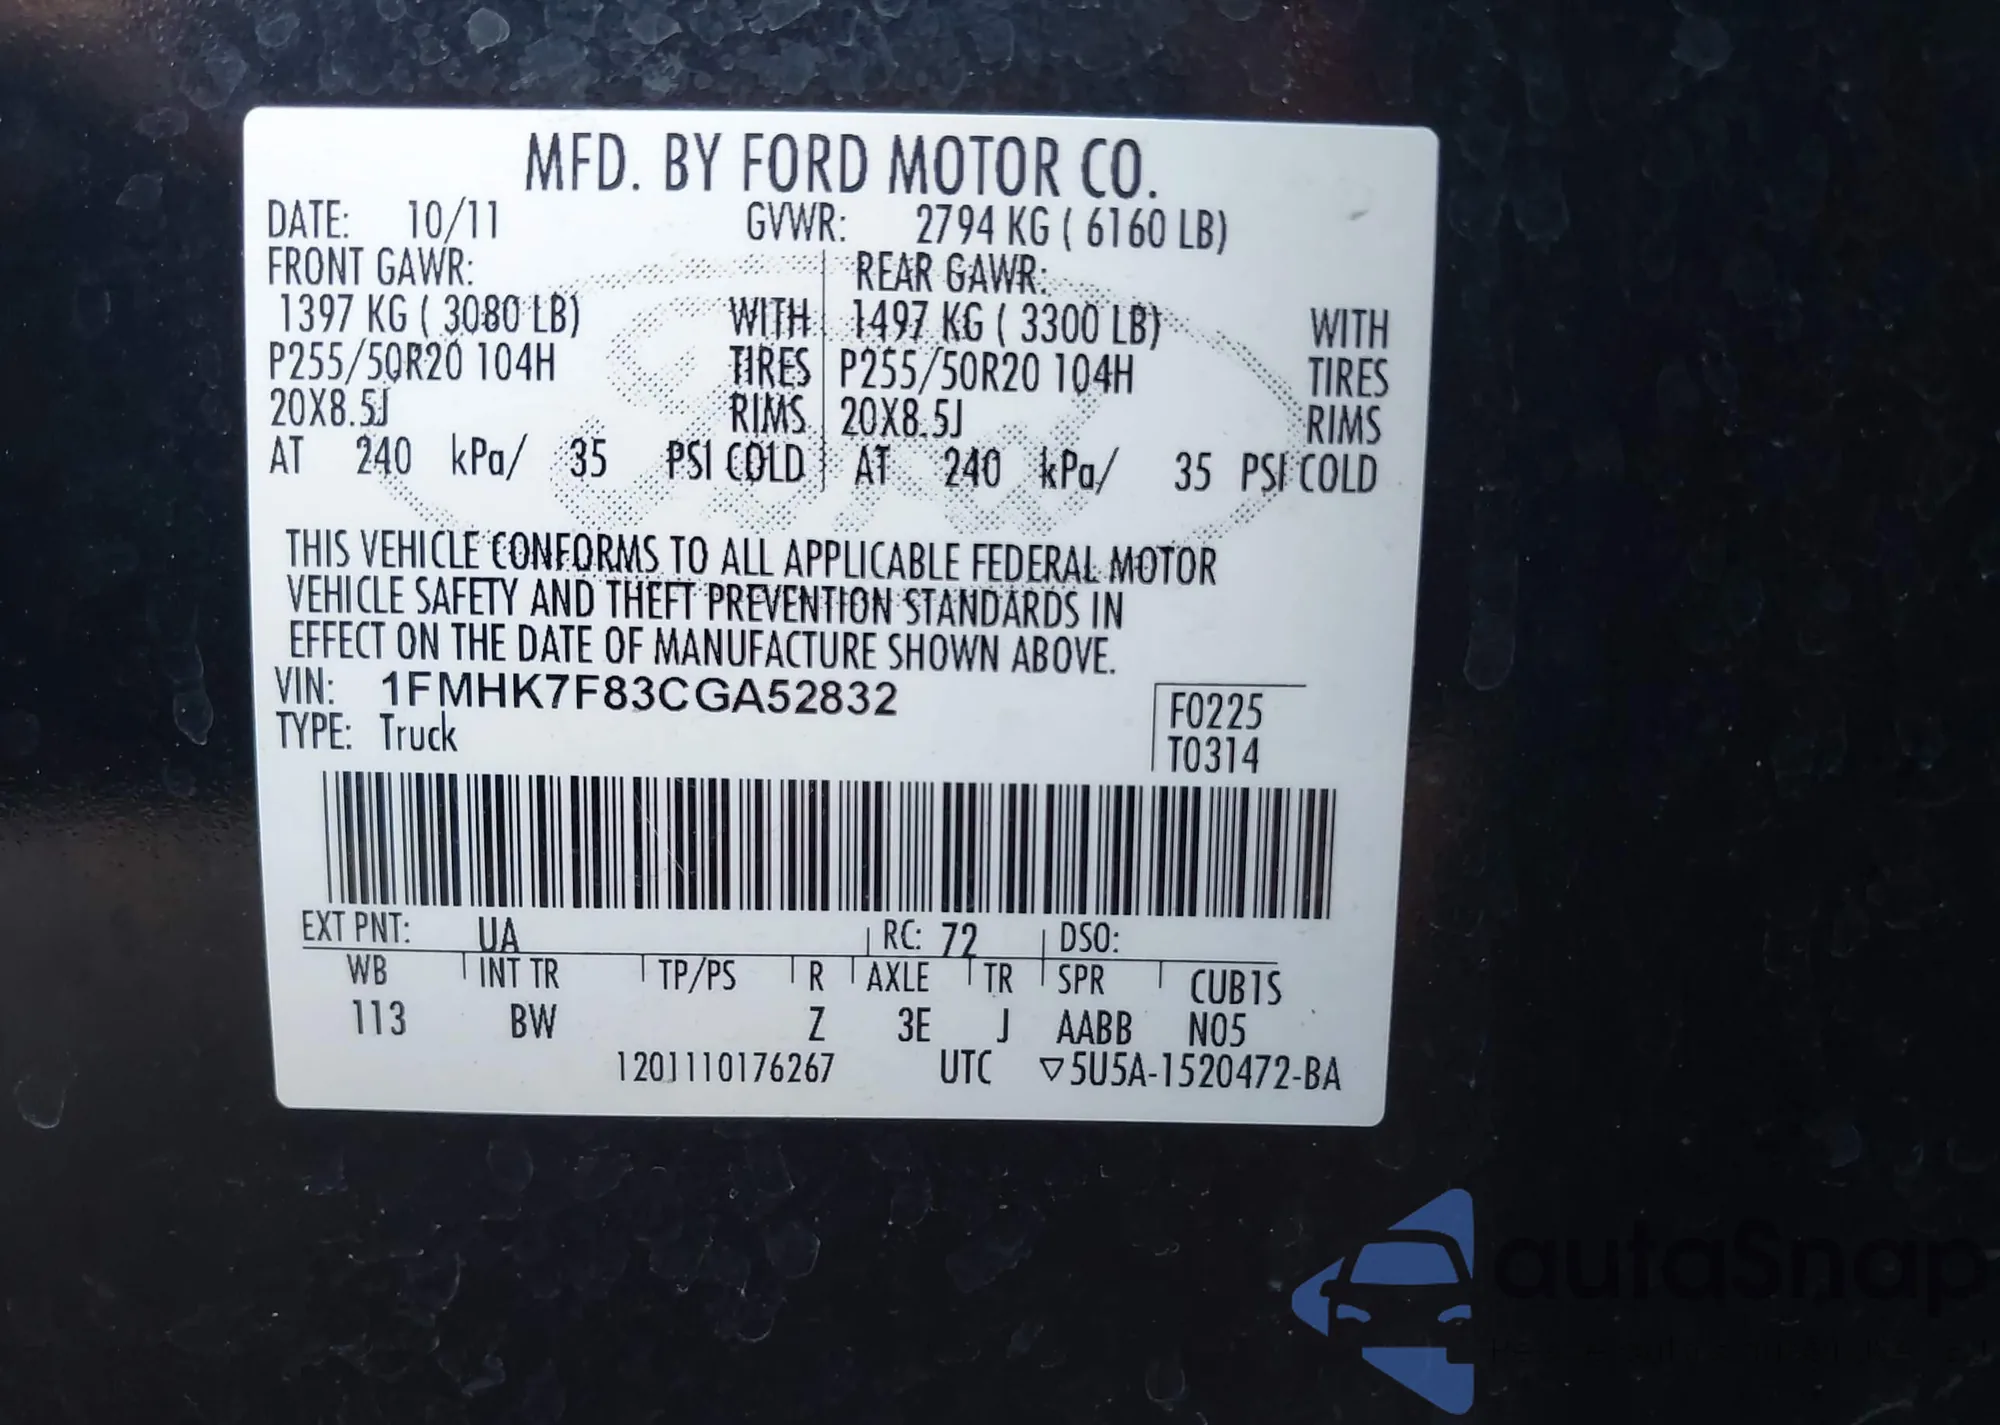 MFD. BY FORD MOTOR CO.
DATE: 10/11 GVWR: 2794 KG ( 6160 LB)
FRONT GAWR: REAR GAWR:
1397 KG ( 3080 LB) WITH 1497 KG ( 3300 LB) WITH
P255/50R20 104H TIRES P255/50R20 104H TIRES
20X8.5J RIMS 20X8.5J RIMS
AT 240 kPa/ 35 PSI COLD AT 240 kPa/ 35 PSI COLD
THIS VEHICLE CONFORMS TO ALL APPLICABLE FEDERAL MOTOR
VEHICLE SAFETY AND THEFT PREVENTION STANDARDS IN
EFFECT ON THE DATE OF MANUFACTURE SHOWN ABOVE.
VIN: 1FMHK7F83CGA52832 F0225
TYPE: Truck T0314
EXT PNT: UA RC: 72 DSO:
WB INT TR TP/PS R AXLE TR SPR CUB1S
113 BW Z 3E J AABB N05
1201110176267 UTC ▽5U5A-1520472-BA
autaSnap